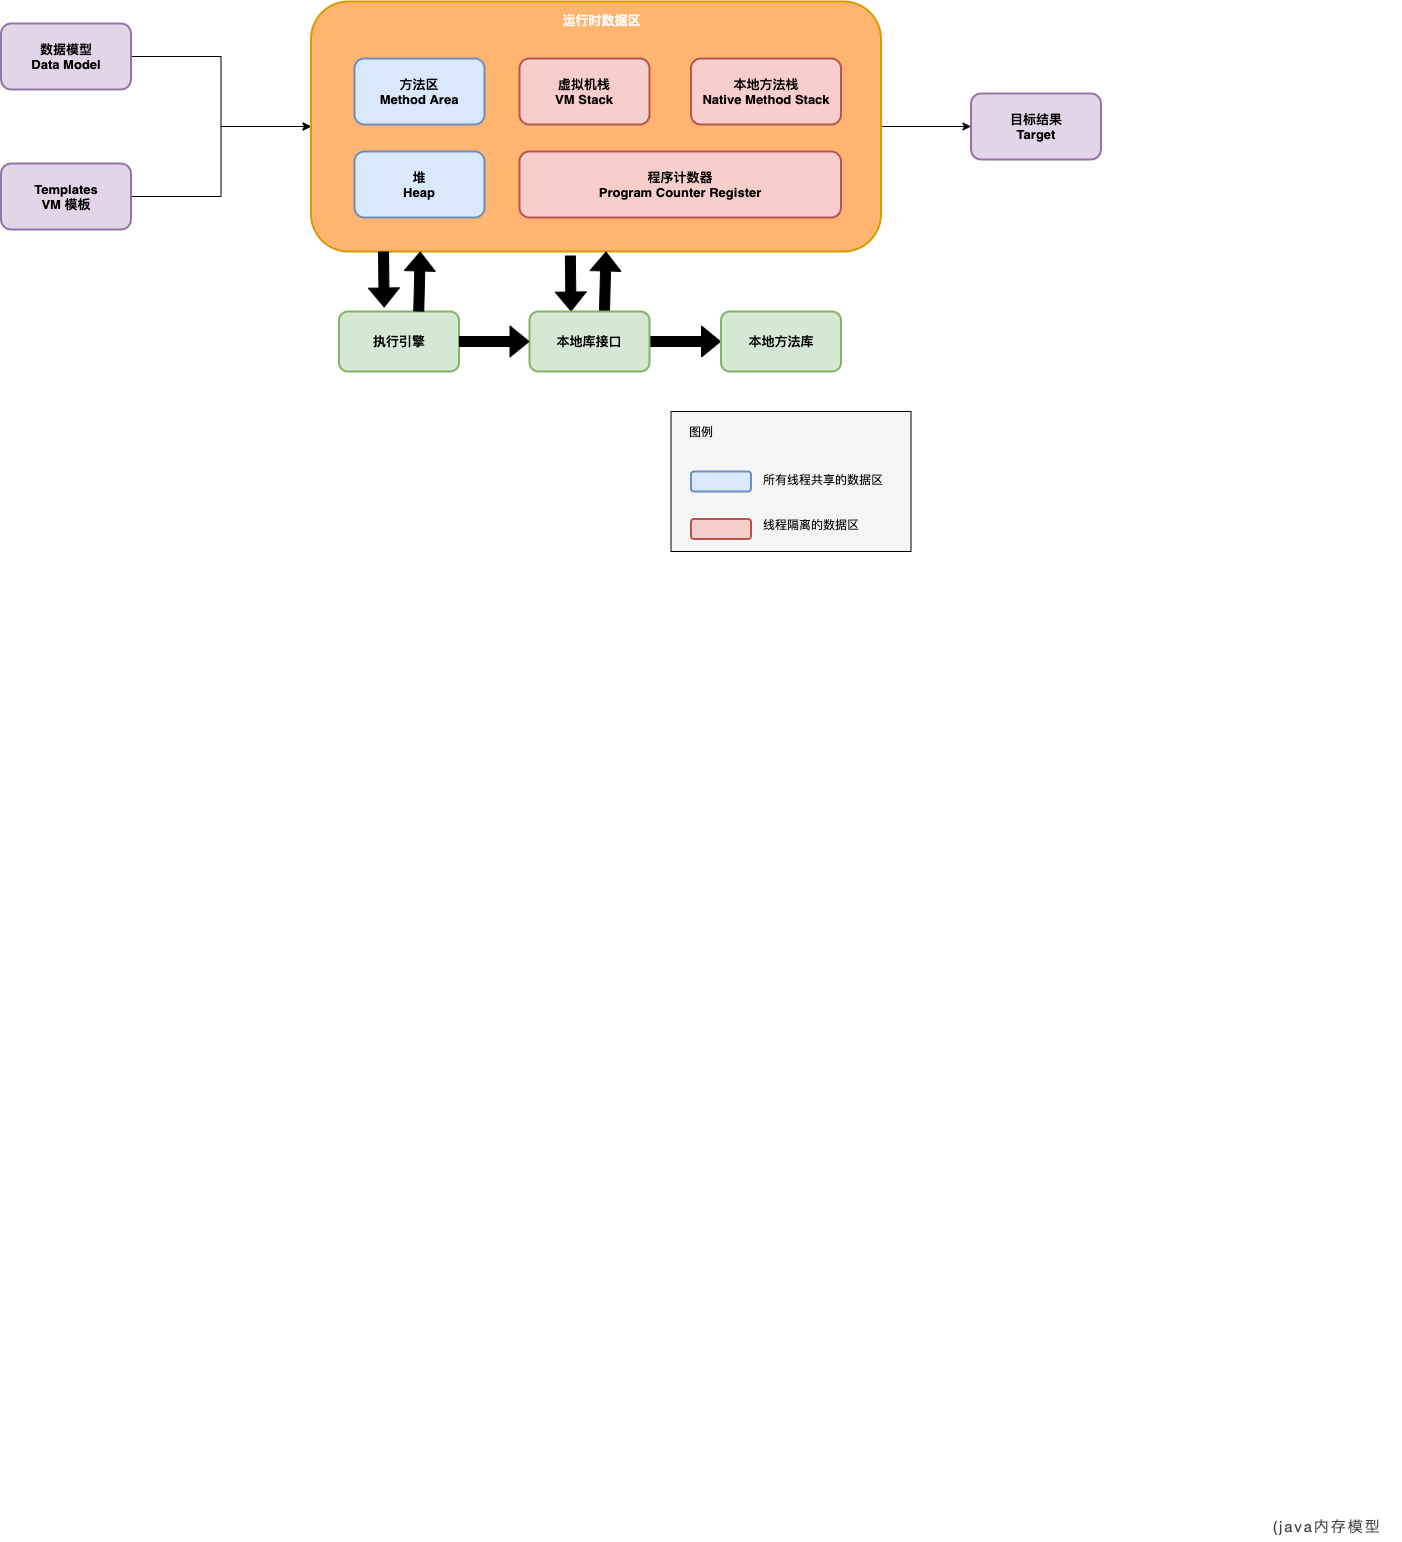 运行时数据区
数据模型
Data Model
方法区
Method Area
虚拟机栈
VM Stack
本地方法栈
Native Method Stack
目标结果
Target
Templates
VM 模板
堆
Heap
程序计数器
Program Counter Register
执行引擎
本地库接口
本地方法库
图例
所有线程共享的数据区
线程隔离的数据区
(java内存模型